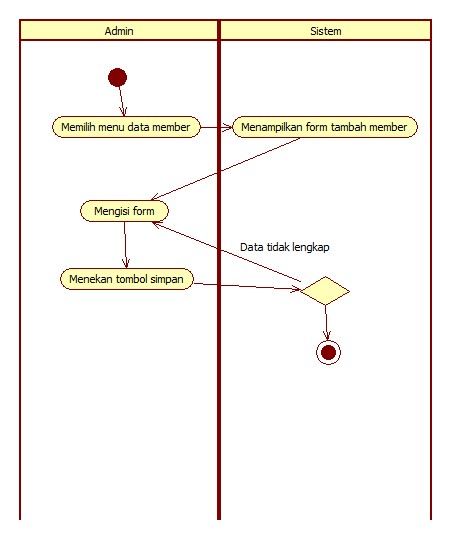 Admin
Sistem
Memilih menu data member
Menampilkan form tambah member
Mengisi form
Data tidak lengkap
Menekan tombol simpan